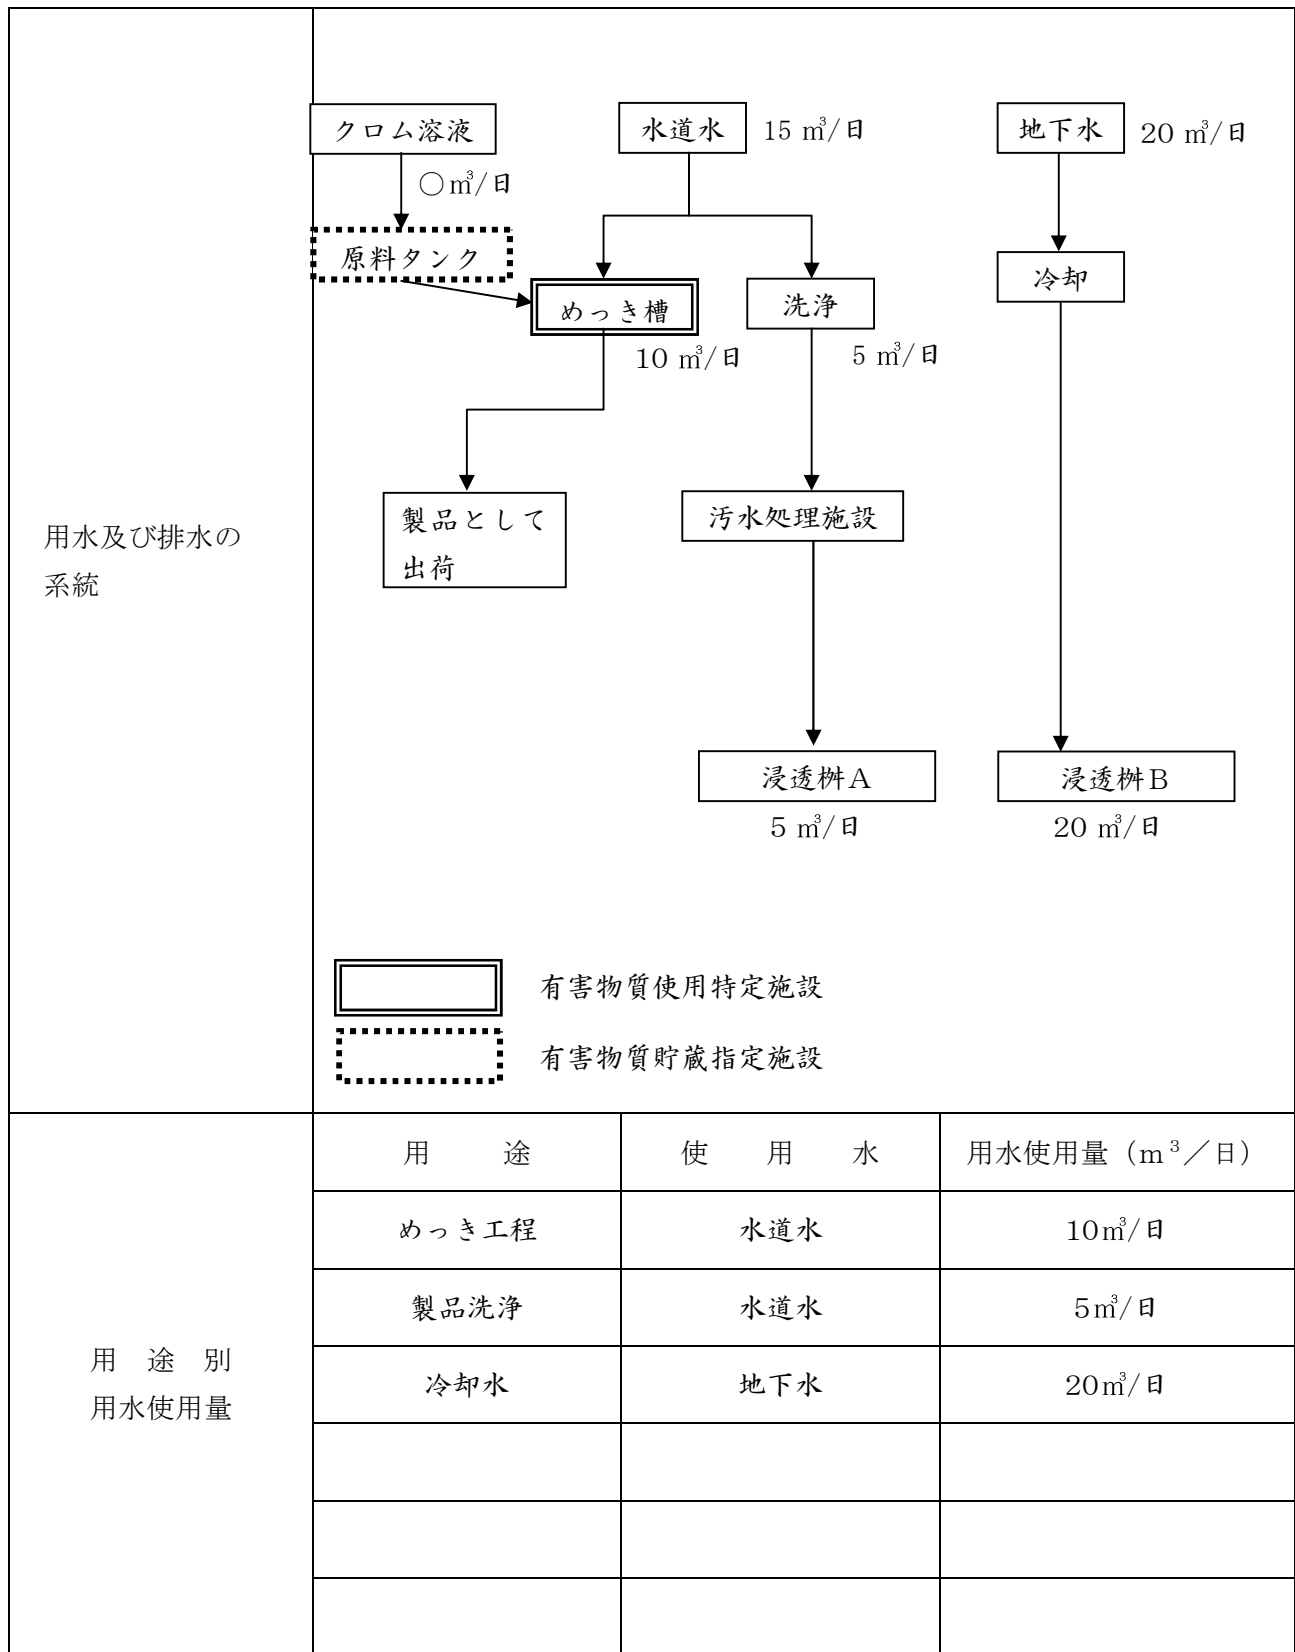 クロム溶液
水道水
15 ㎥/日
地下水
20 ㎥/日
○㎥/日
原料タンク
めっき槽
洗浄
冷却
10 ㎥/日
5 ㎥/日
用水及び排水の
系統
製品として
出荷
汚水処理施設
浸透桝A
浸透桝B
5 ㎥/日
20 ㎥/日
有害物質使用特定施設
有害物質貯蔵指定施設
用途別
用水使用量
用途 使用水 用水使用量（m³／日）
めっき工程 水道水 10㎥/日
製品洗浄 水道水 5㎥/日
冷却水 地下水 20㎥/日